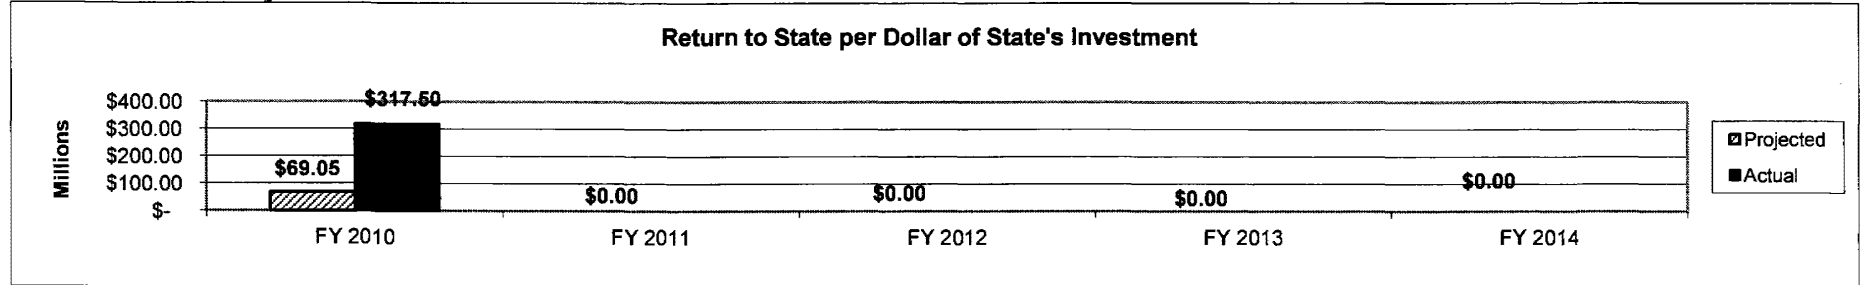 Return to State per Dollar of State's Investment
Millions
$400.00
$300.00
$200.00
$100.00
$-
$69.05
$317.50
$0.00
$0.00
$0.00
$0.00
FY 2010
FY 2011
FY 2012
FY 2013
FY 2014
Projected
Actual